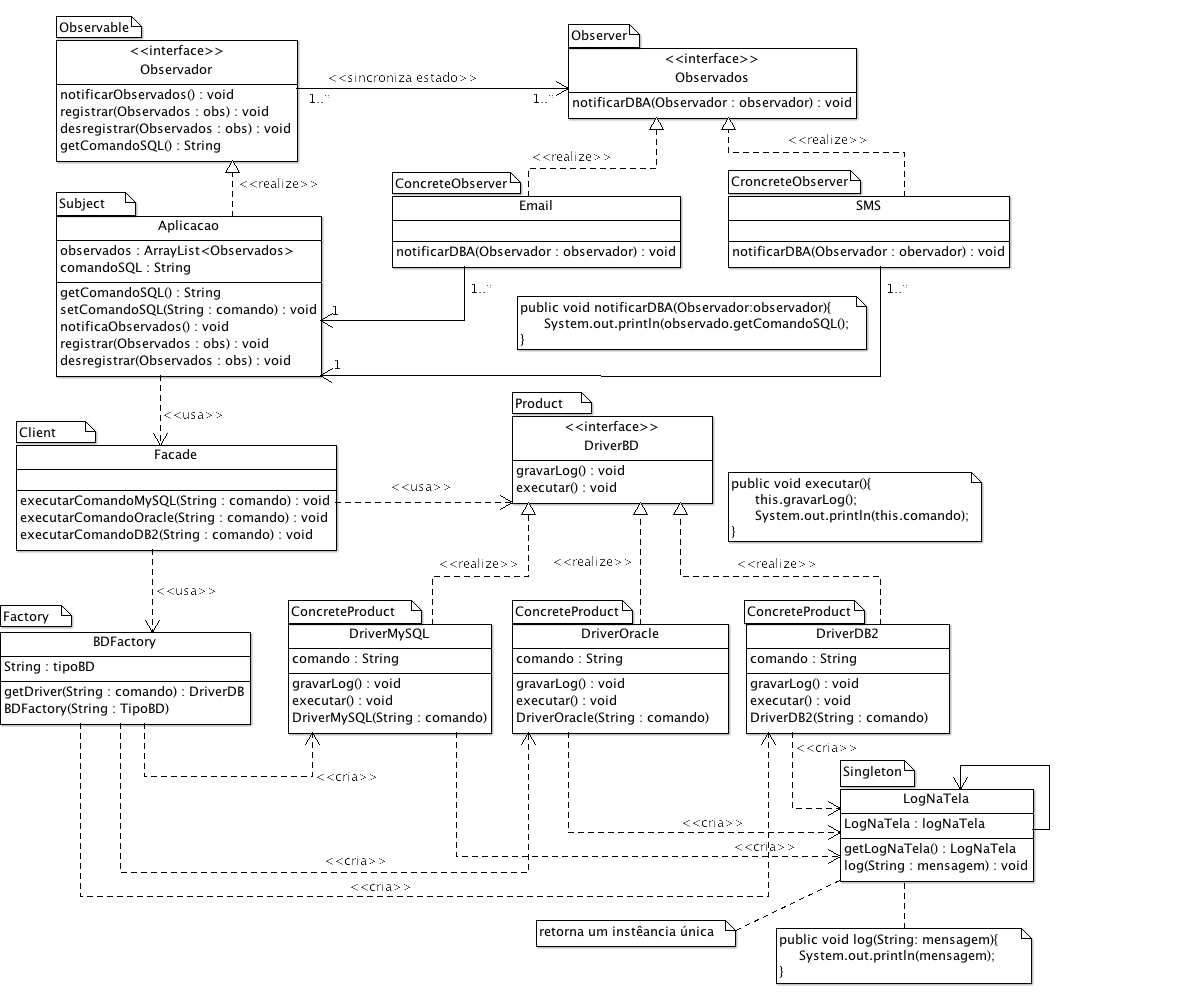 Observable
<<interface>>
Observador
notificarObservados() : void
registrar(Observados : obs) : void
desregistrar(Observados : obs) : void
getComandoSQL() : String
<<sincroniza estado>>
1..*
1..*
Observer
<<interface>>
Observados
notificarDBA(Observador : observador) : void
<<realize>>
<<realize>>
<<realize>>
Subject
Aplicacao
observados : ArrayList<Observados>
comandoSQL : String
getComandoSQL() : String
setComandoSQL(String : comando) : void
notificaObservados() : void
registrar(Observados : obs) : void
desregistrar(Observados : obs) : void
ConcreteObserver
Email
notificarDBA(Observador : observador) : void
CroncreteObserver
SMS
notificarDBA(Observador : obervador) : void
1..*
1..*
1
1
public void notificarDBA(Observador:observador){
System.out.println(observado.getComandoSQL();
}
<<usa>>
Client
Facade
executarComandoMySQL(String : comando) : void
executarComandoOracle(String : comando) : void
executarComandoDB2(String : comando) : void
<<usa>>
Product
<<interface>>
DriverBD
gravarLog() : void
executar() : void
public void executar(){
this.gravarLog();
System.out.println(this.comando);
}
<<realize>>
<<realize>>
<<realize>>
<<usa>>
Factory
BDFactory
String : tipoBD
getDriver(String : comando) : DriverDB
BDFactory(String : TipoBD)
ConcreteProduct
DriverMySQL
comando : String
gravarLog() : void
executar() : void
DriverMySQL(String : comando)
ConcreteProduct
DriverOracle
comando : String
gravarLog() : void
executar() : void
DriverOracle(String : comando)
ConcreteProduct
DriverDB2
comando : String
gravarLog() : void
executar() : void
DriverDB2(String : comando)
<<cria>>
<<cria>>
<<cria>>
<<cria>>
<<cria>>
<<cria>>
Singleton
LogNaTela
LogNaTela : logNaTela
getLogNaTela() : LogNaTela
log(String : mensagem) : void
retorna um instêancia única
public void log(String: mensagem){
System.out.println(mensagem);
}